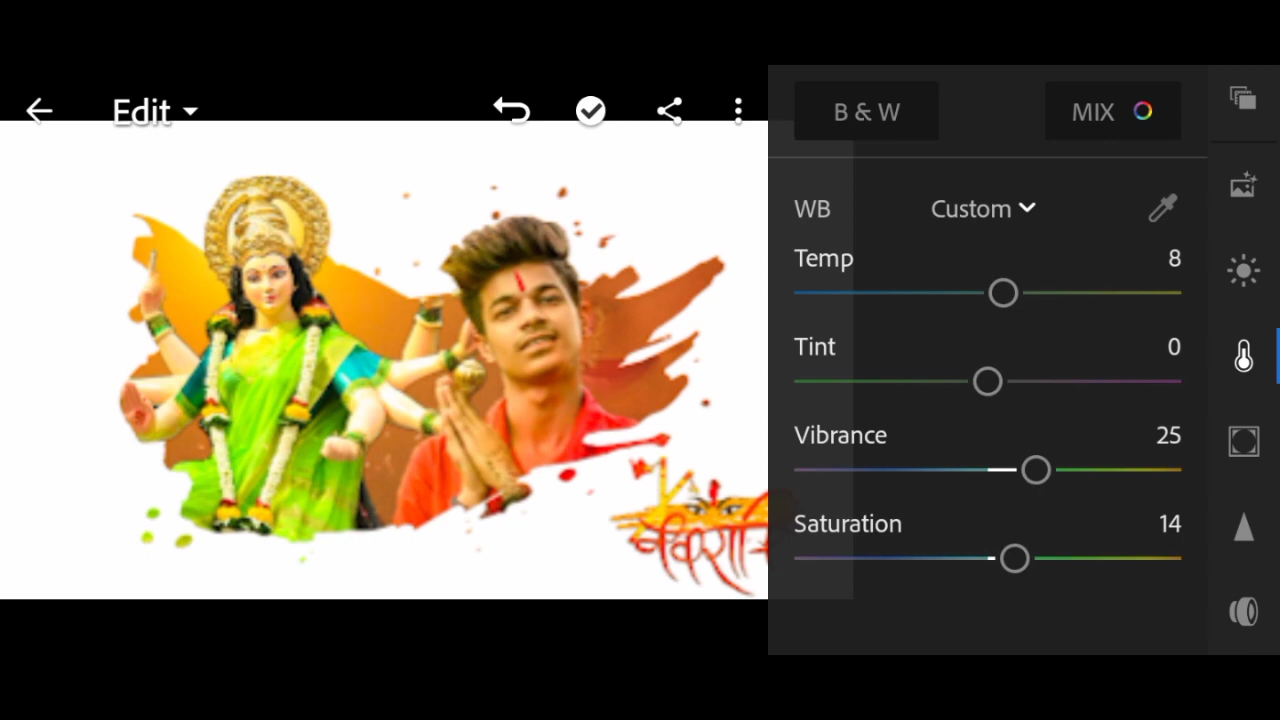 Edit
B & W
MIX
WB
Custom
Temp
8
Tint
0
Vibrance
25
Saturation
14